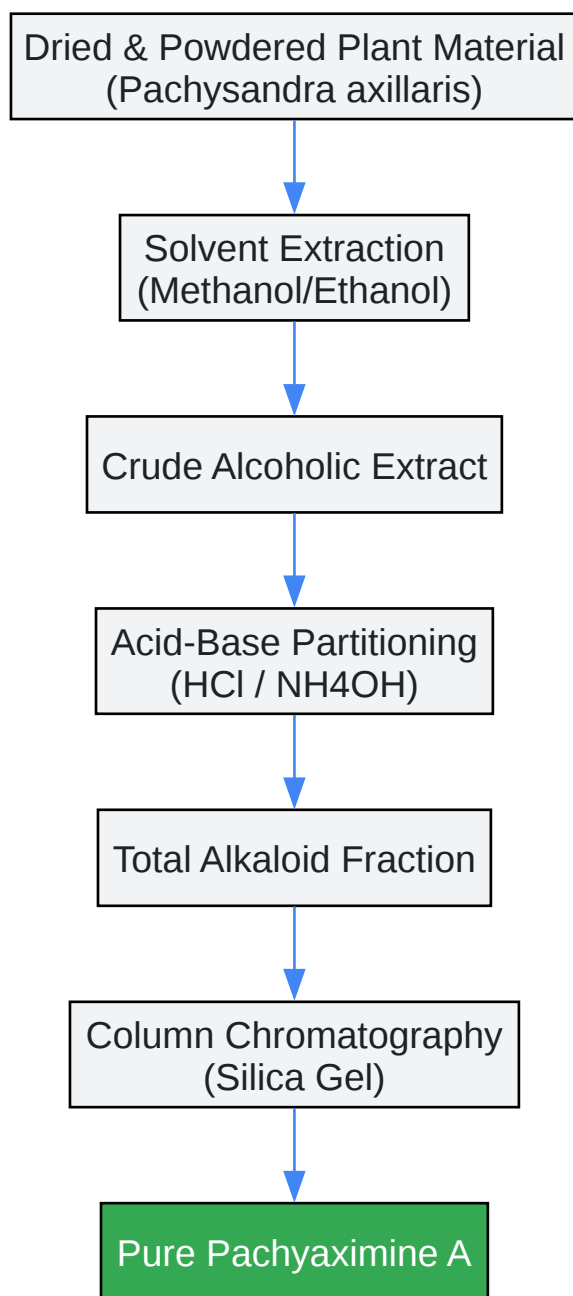 Dried & Powdered Plant Material
(Pachysandra axillaris)
Solvent Extraction
(Methanol/Ethanol)
Crude Alcoholic Extract
Acid-Base Partitioning
(HCl / NH4OH)
Total Alkaloid Fraction
Column Chromatography
(Silica Gel)
Pure Pachyaximine A